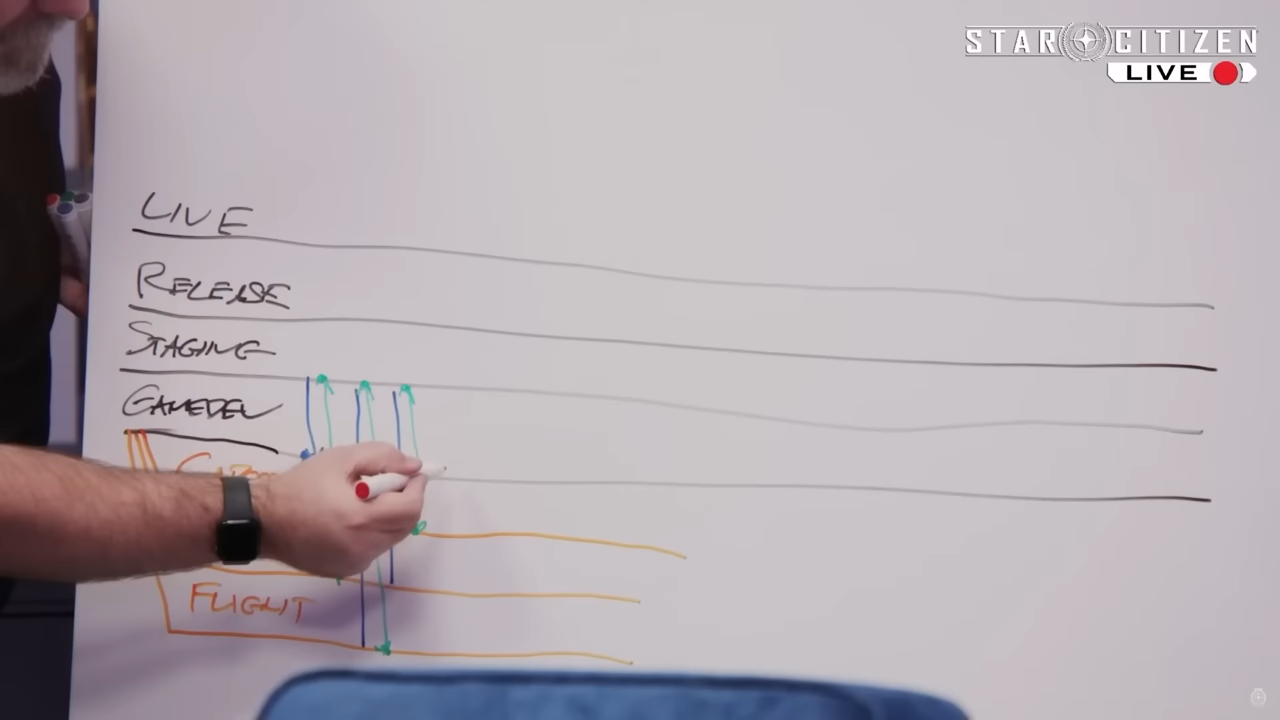 STAR CITIZEN
LIVE
LIVE
RELEASE
STAGING
GAMEDEV
FLIGHT